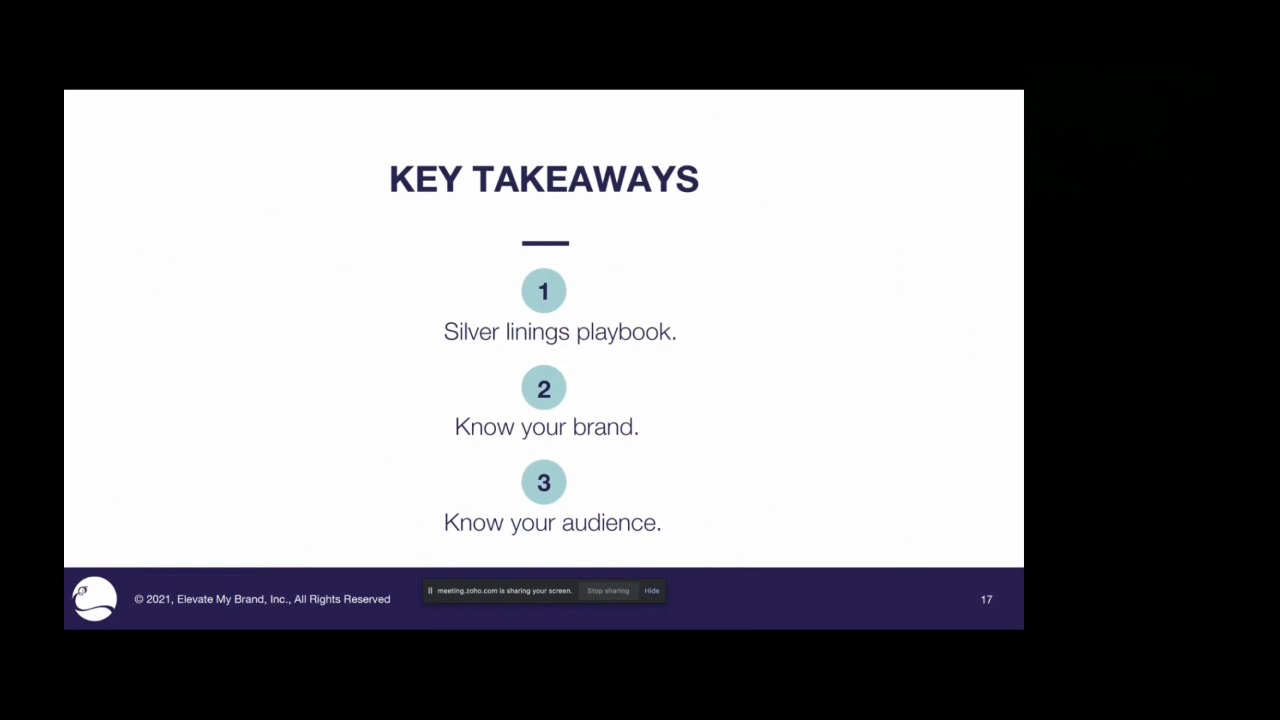 KEY TAKEAWAYS
1
Silver linings playbook.
2
Know your brand.
3
Know your audience.
© 2021, Elevate My Brand, Inc., All Rights Reserved
meeting.zoho.com is sharing your screen. Stop sharing Hide
17